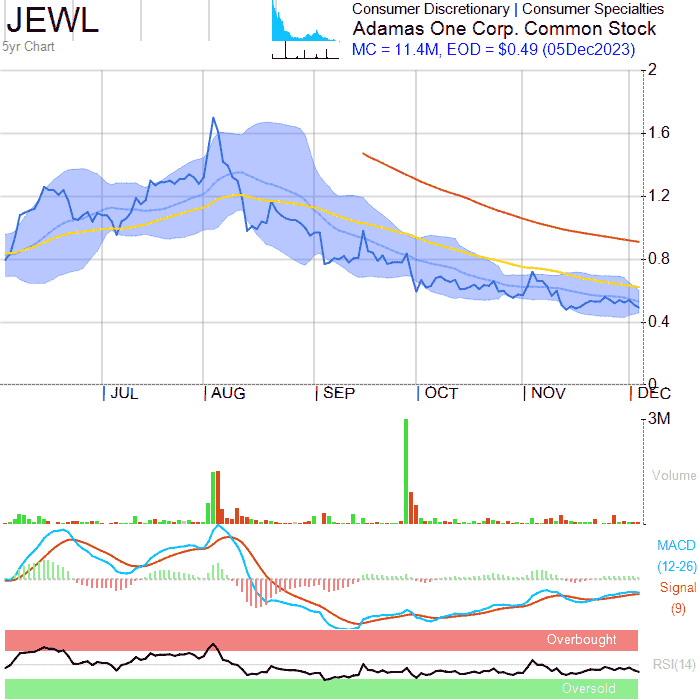 JEWL
5yr Chart
Consumer Discretionary | Consumer Specialties
Adamas One Corp. Common Stock
MC = 11.4M, EOD = $0.49 (05Dec2023)
2
1.6
1.2
0.8
0.4
0
JUL AUG SEP OCT NOV DEC
3M
Volume
MACD
(12-26)
Signal
(9)
Overbought
RSI(14)
Oversold